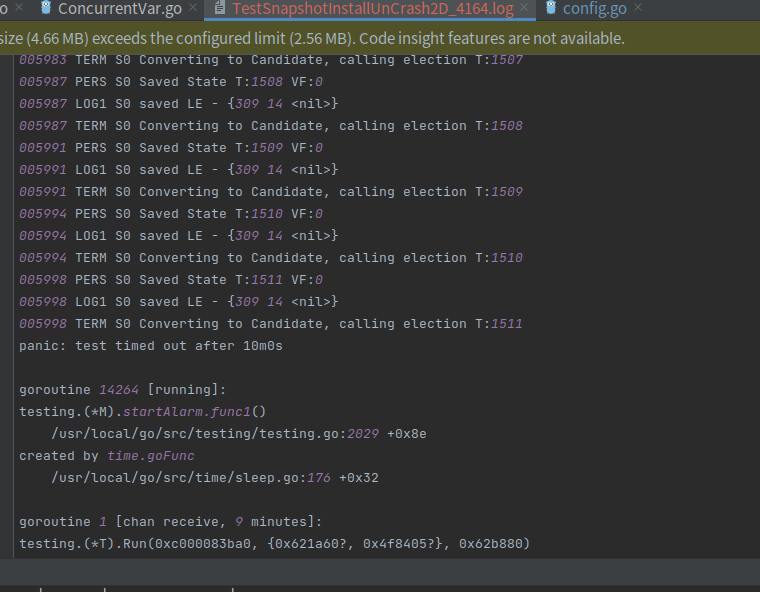 o × ConcurrentVar.go × TestSnapshotInstallUnCrash2D_4164.log × config.go ×
size (4.66 MB) exceeds the configured limit (2.56 MB). Code insight features are not available.
005983 TERM S0 Converting to Candidate, calling election T:1507
005987 PERS S0 Saved State T:1508 VF:0
005987 LOG1 S0 saved LE - {309 14 <nil>}
005987 TERM S0 Converting to Candidate, calling election T:1508
005991 PERS S0 Saved State T:1509 VF:0
005991 LOG1 S0 saved LE - {309 14 <nil>}
005991 TERM S0 Converting to Candidate, calling election T:1509
005994 PERS S0 Saved State T:1510 VF:0
005994 LOG1 S0 saved LE - {309 14 <nil>}
005994 TERM S0 Converting to Candidate, calling election T:1510
005998 PERS S0 Saved State T:1511 VF:0
005998 LOG1 S0 saved LE - {309 14 <nil>}
005998 TERM S0 Converting to Candidate, calling election T:1511
panic: test timed out after 10m0s
goroutine 14264 [running]:
testing.(*M).startAlarm.func1()
/usr/local/go/src/testing/testing.go:2029 +0x8e
created by time.goFunc
/usr/local/go/src/time/sleep.go:176 +0x32
goroutine 1 [chan receive, 9 minutes]:
testing.(*T).Run(0xc000083ba0, {0x621a60?, 0x4f8405?}, 0x62b880)